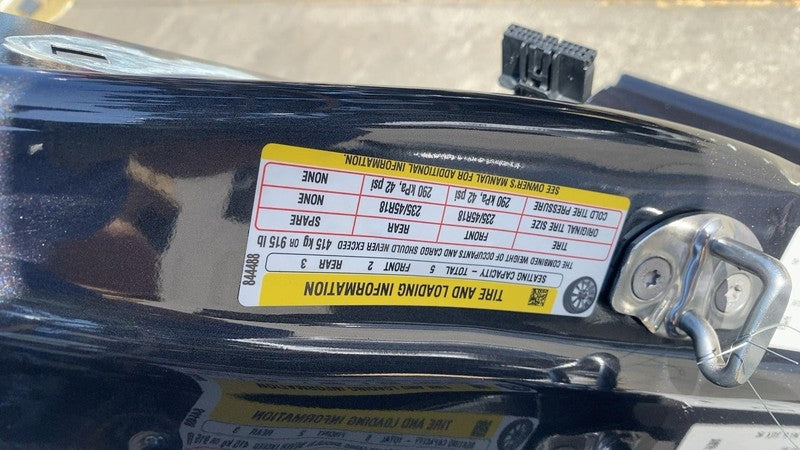 TIRE AND LOADING INFORMATION
SEATING CAPACITY – TOTAL 5 FRONT 2 REAR 3
THE COMBINED WEIGHT OF OCCUPANTS AND CARGO SHOULD NEVER EXCEED 415 kg OR 915 lb
TIRE FRONT REAR SPARE
ORIGINAL TIRE SIZE 235/45R18 235/45R18 NONE
COLD TIRE PRESSURE 290 kPa, 42 psi 290 kPa, 42 psi NONE
SEE OWNER'S MANUAL FOR ADDITIONAL INFORMATION.
844488